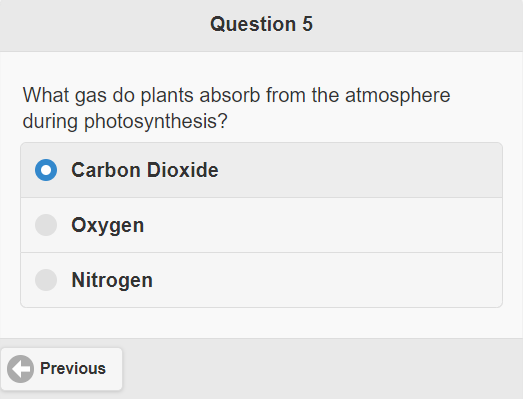 Question 5
What gas do plants absorb from the atmosphere
during photosynthesis?
Carbon Dioxide
Oxygen
Nitrogen
Previous